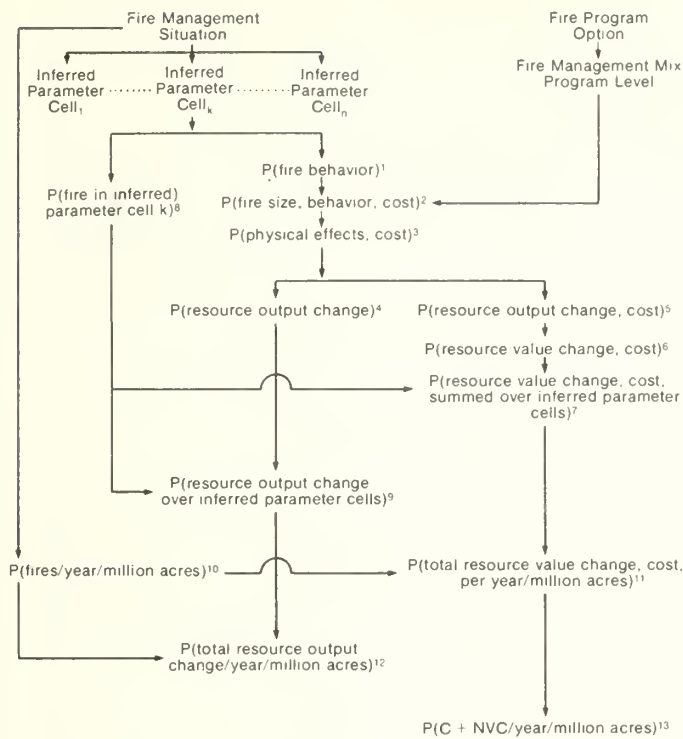 Fire Management
Situation
Fire Program
Option
Inferred
Parameter
Cell₁
........
Inferred
Parameter
Cellₖ
........
Inferred
Parameter
Cellₙ
Fire Management Mix
Program Level
P(fire behavior)¹
P(fire in inferred)
parameter cell k)⁸
P(fire size, behavior, cost)²
P(physical effects, cost)³
P(resource output change)⁴
P(resource output change, cost)⁵
P(resource value change, cost)⁶
P(resource value change, cost,
summed over inferred parameter
cells)⁷
P(resource output change
over inferred parameter cells)⁹
P(fires/year/million acres)¹⁰
P(total resource value change, cost,
per year/million acres)¹¹
P(total resource output
change/year/million acres)¹²
P(C + NVC/year/million acres)¹³